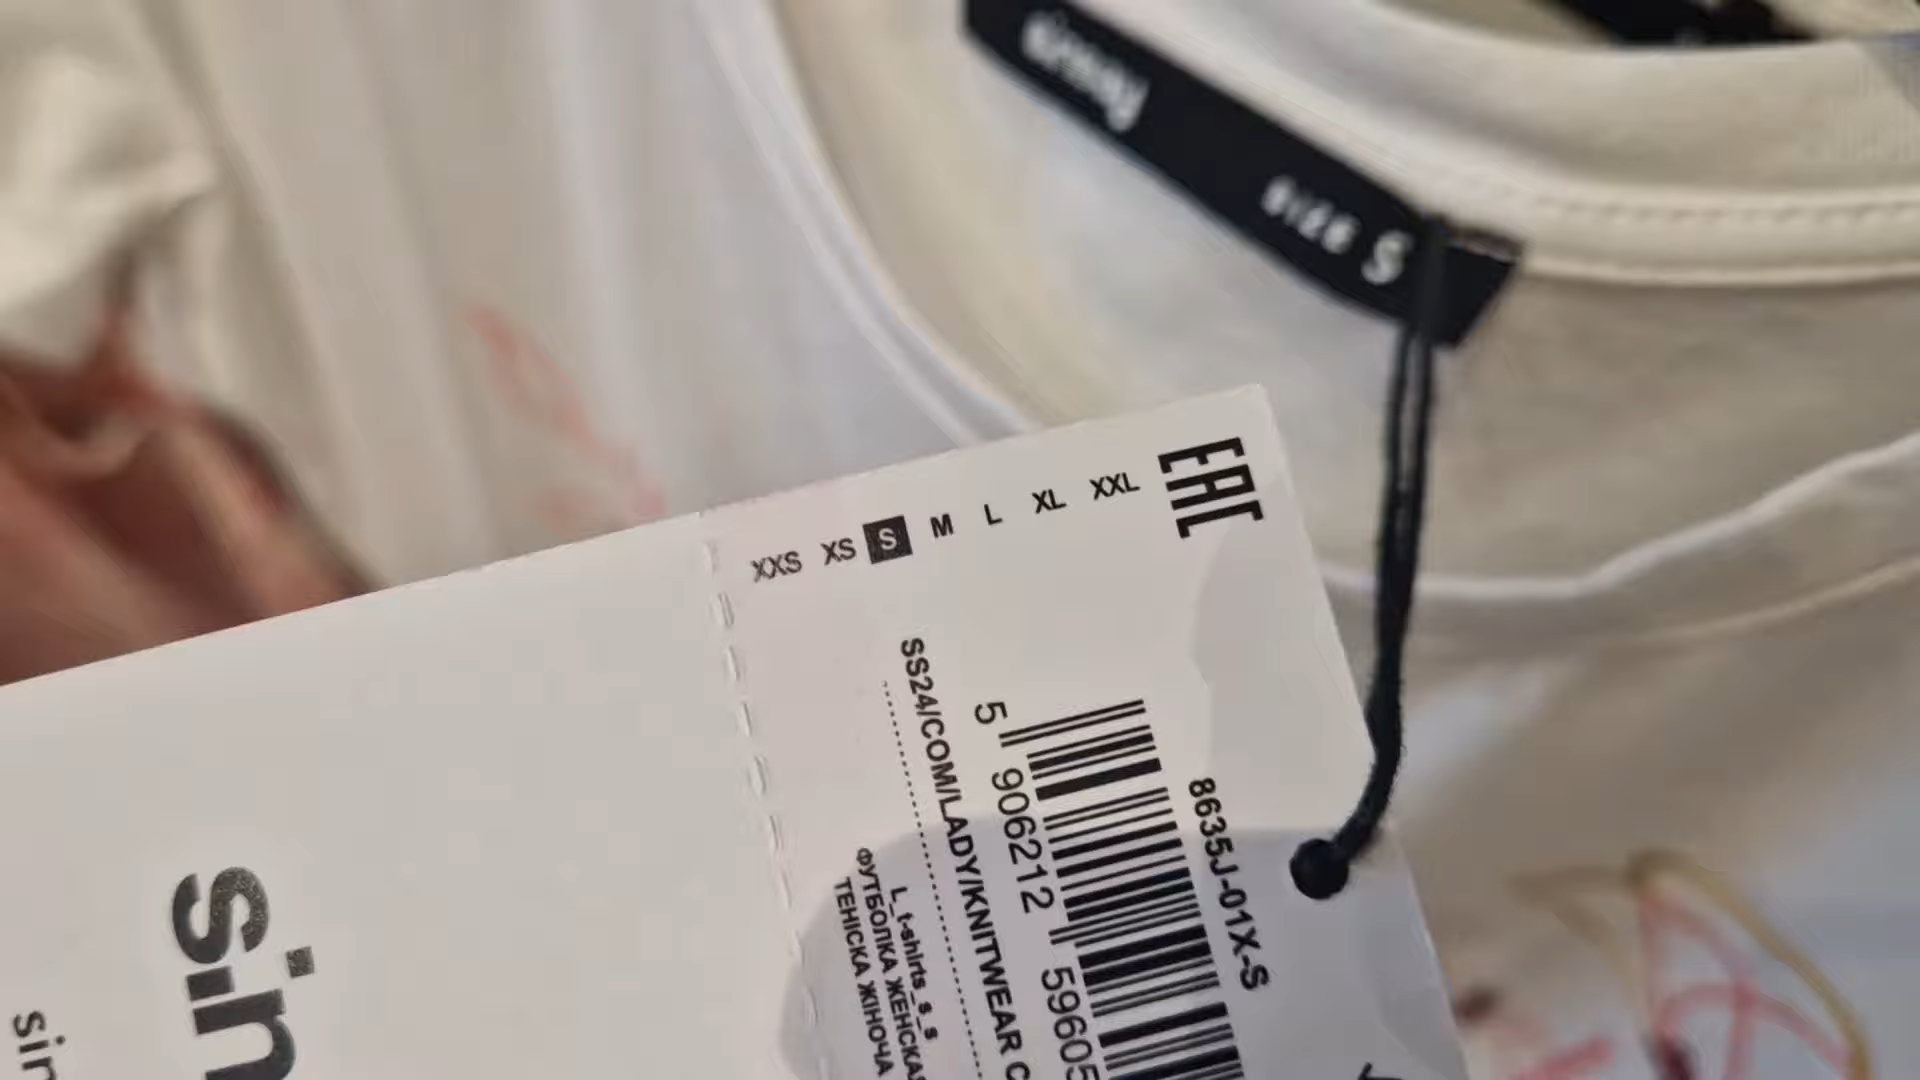 sinsay
SIZE S
XXS XS S M L XL XXL
EAC
8635J-01X-S
5 906212 59605
SS24/COM/LADY/KNITWEAR C
L_t-shirts_s_s
ФУТБОЛКА ЖЕНСКАЯ
ТЕНІСКА ЖІНОЧА
sin
sin